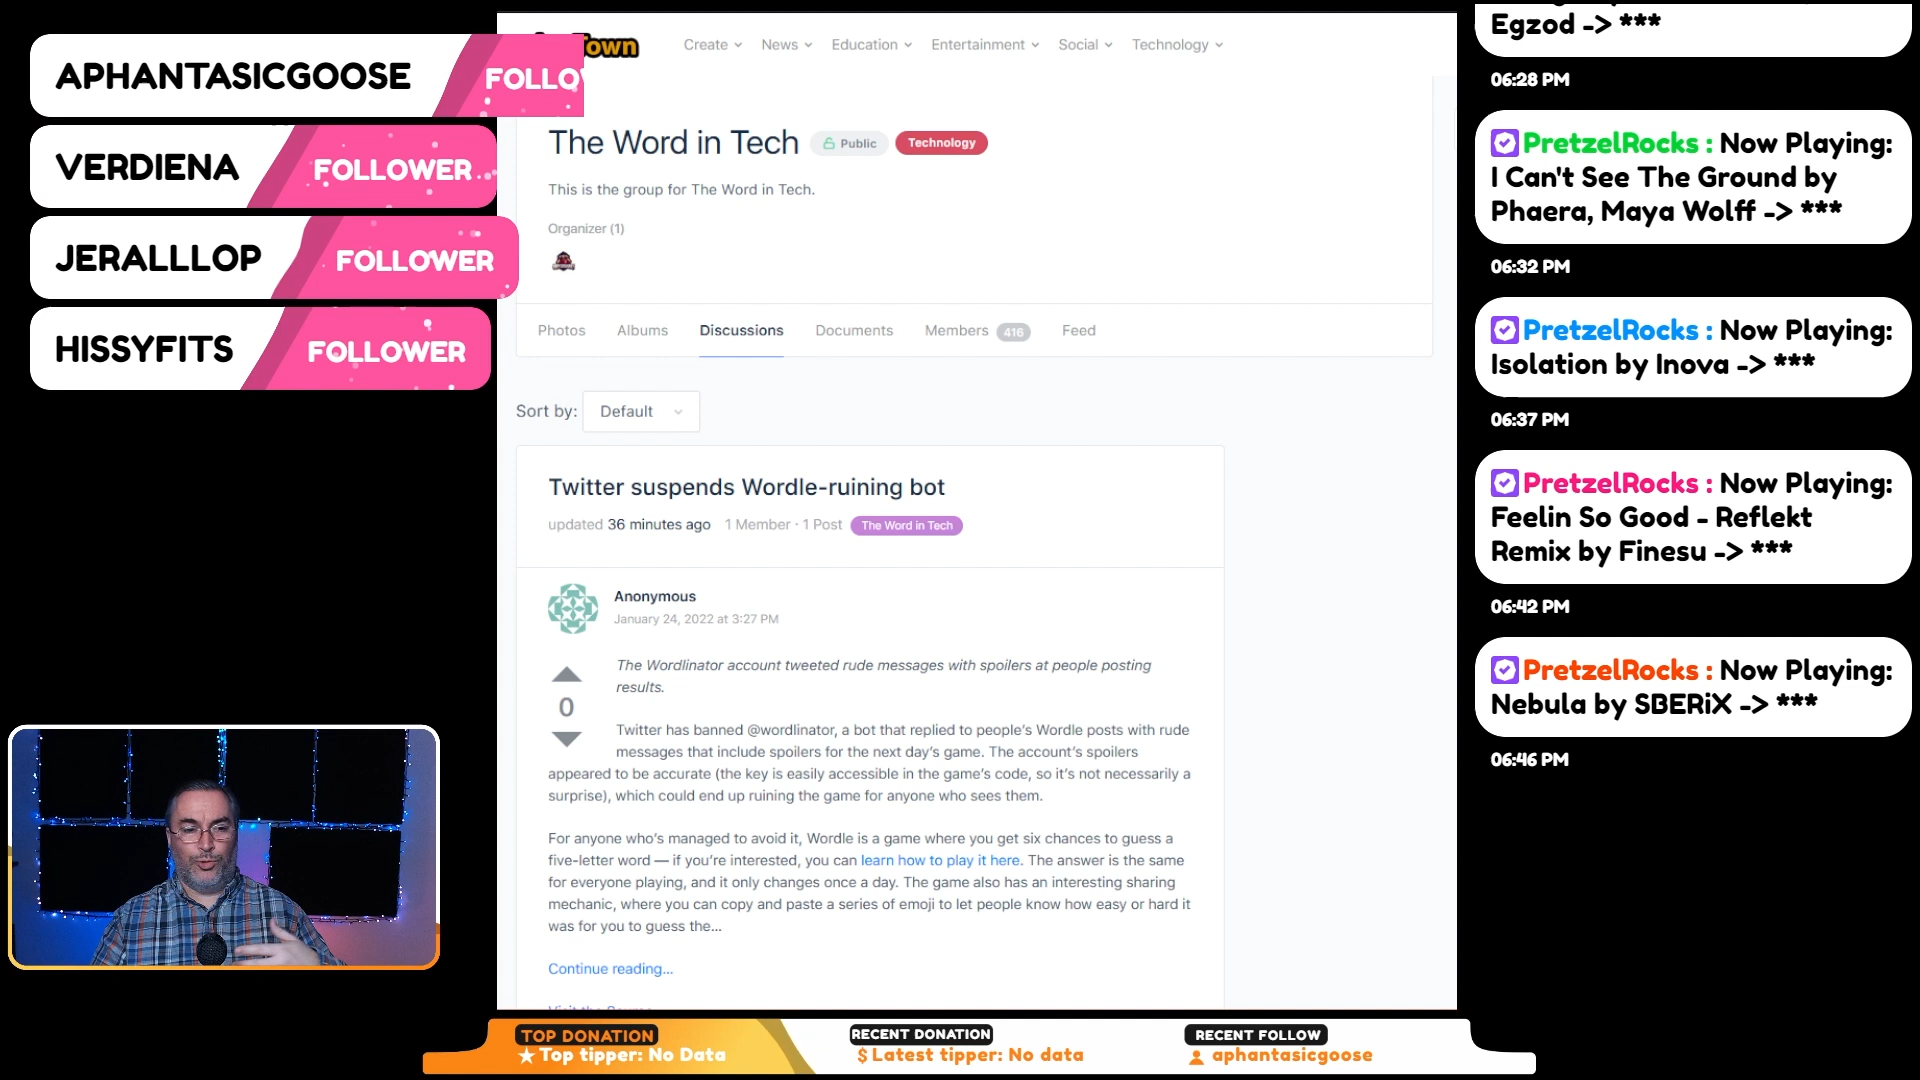 APHANTASICGOOSE
VERDIENA
FOLLOWER
JERALLLOP
FOLLOWER
HISSYFITS
FOLLOWER
Create
News
Education
Entertainment
Social
Technology
The Word in Tech
Public
Technology
This is the group for The Word in Tech.
Organizer (1)
Photos
Albums
Discussions
Documents
Members 416
Feed
Sort by: Default
Twitter suspends Wordle-ruining bot
updated 36 minutes ago 1 Member · 1 Post The Word in Tech
Anonymous
January 24, 2022 at 3:27 PM
0
The Wordlinator account tweeted rude messages with spoilers at people posting
results.
Twitter has banned @wordlinator, a bot that replied to people's Wordle posts with rude
messages that include spoilers for the next day's game. The account's spoilers
appeared to be accurate (the key is easily accessible in the game's code, so it's not necessarily a
surprise), which could end up ruining the game for anyone who sees them.
For anyone who's managed to avoid it, Wordle is a game where you get six chances to guess a
five-letter word — if you're interested, you can learn how to play it here. The answer is the same
for everyone playing, and it only changes once a day. The game also has an interesting sharing
mechanic, where you can copy and paste a series of emoji to let people know how easy or hard it
was for you to guess the...
Continue reading...
Egzod -> ***
06:28 PM
PretzelRocks : Now Playing:
I Can't See The Ground by
Phaera, Maya Wolff -> ***
06:32 PM
PretzelRocks : Now Playing:
Isolation by Inova -> ***
06:37 PM
PretzelRocks : Now Playing:
Feelin So Good - Reflekt
Remix by Finesu -> ***
06:42 PM
PretzelRocks : Now Playing:
Nebula by SBERiX -> ***
06:46 PM
TOP DONATION
Top tipper: No Data
RECENT DONATION
$ Latest tipper: No data
RECENT FOLLOW
aphantasicgoose